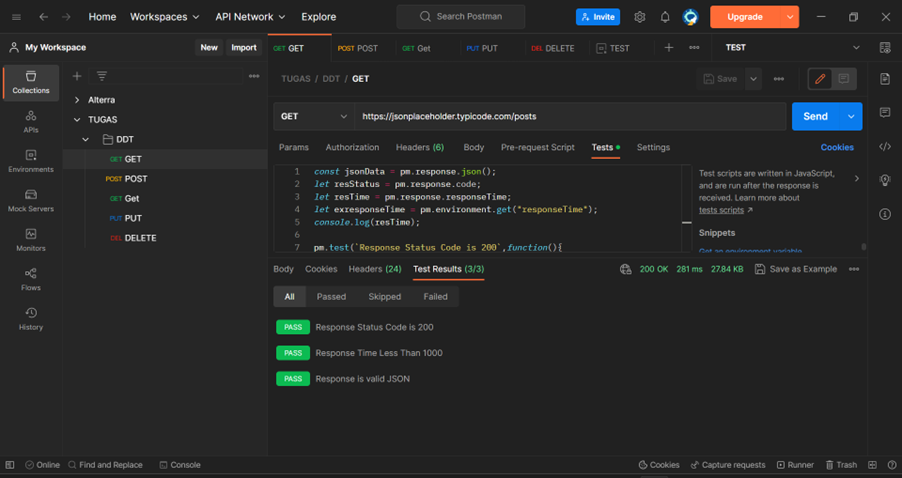 Home Workspaces API Network Explore Search Postman Invite Upgrade
My Workspace New Import GET GET POST POST GET Get PUT PUT DEL DELETE TEST TEST
Collections
APIs
Environments
Mock Servers
Monitors
Flows
History
Alterra
TUGAS
DDT
GET GET
POST POST
GET Get
PUT PUT
DEL DELETE
TUGAS / DDT / GET Save
GET https://jsonplaceholder.typicode.com/posts Send
Params Authorization Headers (6) Body Pre-request Script Tests Settings Cookies
1 const jsonData = pm.response.json();
2 let resStatus = pm.response.code;
3 let resTime = pm.response.responseTime;
4 let exresponseTime = pm.environment.get("responseTime");
5 console.log(resTime);
6
7 pm.test(`Response Status Code is 200`,function(){
Test scripts are written in JavaScript,
and are run after the response is
received. Learn more about
tests scripts ↗
Snippets
Get an environment variable
Body Cookies Headers (24) Test Results (3/3) 200 OK 281 ms 27.84 KB Save as Example
All Passed Skipped Failed
PASS Response Status Code is 200
PASS Response Time Less Than 1000
PASS Response is valid JSON
Online Find and Replace Console Cookies Capture requests Runner Trash